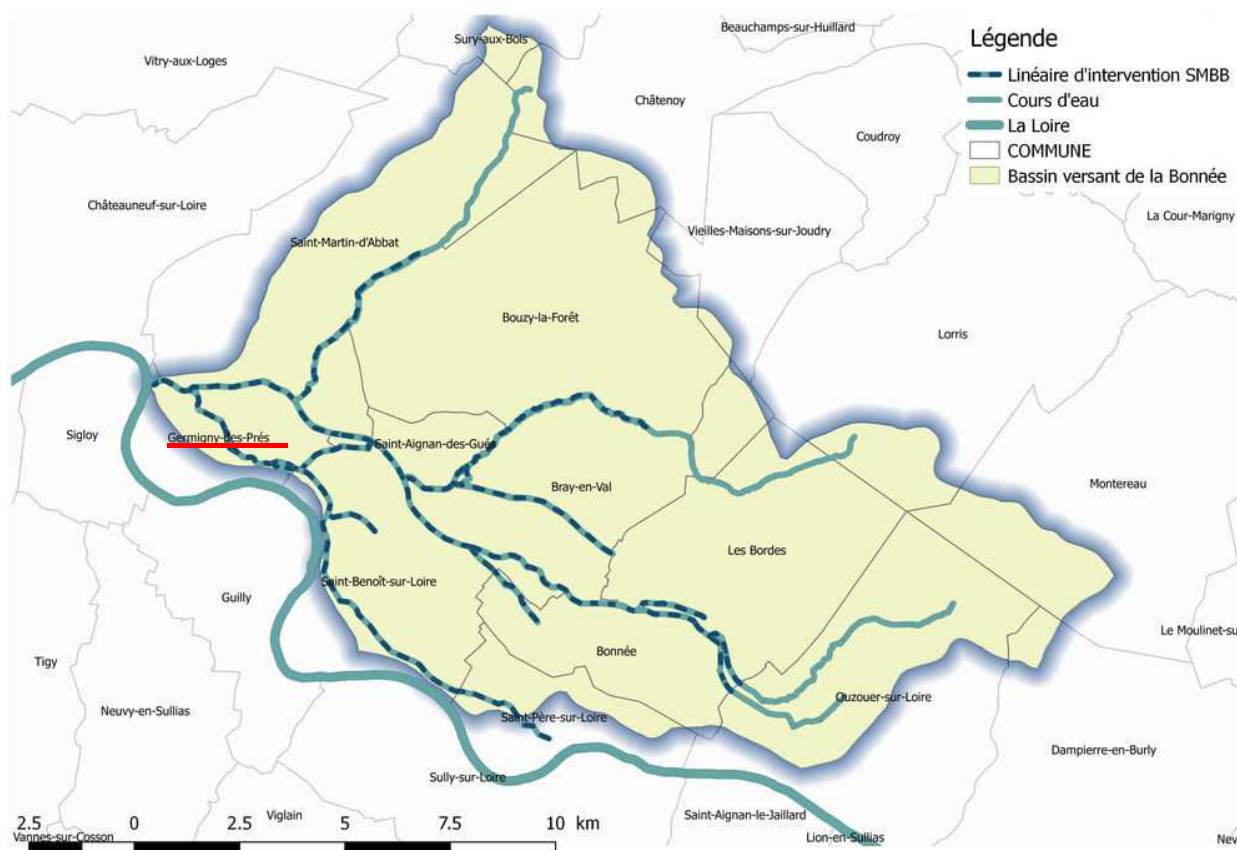 Sury-aux-Bois
Beauchamps-sur-Huillard
Vitry-aux-Loges
Châtenoy
Coudroy
Légende
Linéaire d'intervention SMBB
Cours d'eau
La Loire
COMMUNE
Bassin versant de la Bonnée
Châteauneuf-sur-Loire
La Cour-Marigny
Saint-Martin-d'Abbat
Vieilles-Maisons-sur-Joudry
Bouzy-la-Forêt
Lorris
Sigloy
Germigny-des-Prés
Saint-Aignan-des-Gués
Bray-en-Val
Montereau
Les Bordes
Saint-Benoît-sur-Loire
Guilly
Le Moulinet-su
Bonnée
Tigy
Ouzouer-sur-Loire
Neuvy-en-Sullias
Saint-Père-sur-Loire
Dampierre-en-Burly
Sully-sur-Loire
Viglain
Saint-Aignan-le-Jaillard
2.5 0 2.5 5 7.5 10 km
Vannes-sur-Cosson
Lion-en-Sullias
Nev